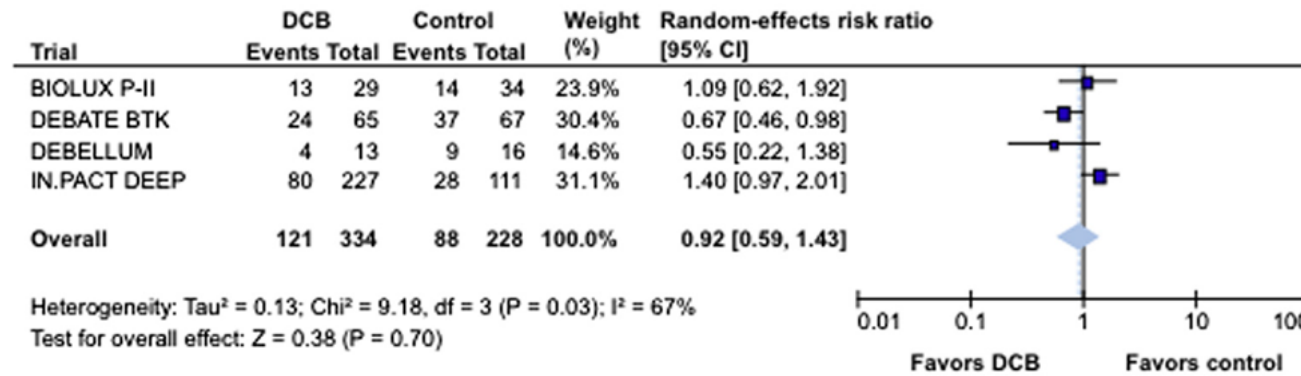 DCB Control Weight Random-effects risk ratio
Trial Events Total Events Total (%) [95% CI]
BIOLUX P-II 13 29 14 34 23.9% 1.09 [0.62, 1.92]
DEBATE BTK 24 65 37 67 30.4% 0.67 [0.46, 0.98]
DEBELLUM 4 13 9 16 14.6% 0.55 [0.22, 1.38]
IN.PACT DEEP 80 227 28 111 31.1% 1.40 [0.97, 2.01]
Overall 121 334 88 228 100.0% 0.92 [0.59, 1.43]
Heterogeneity: Tau² = 0.13; Chi² = 9.18, df = 3 (P = 0.03); I² = 67%
Test for overall effect: Z = 0.38 (P = 0.70)
0.01 0.1 1 10 100
Favors DCB Favors control